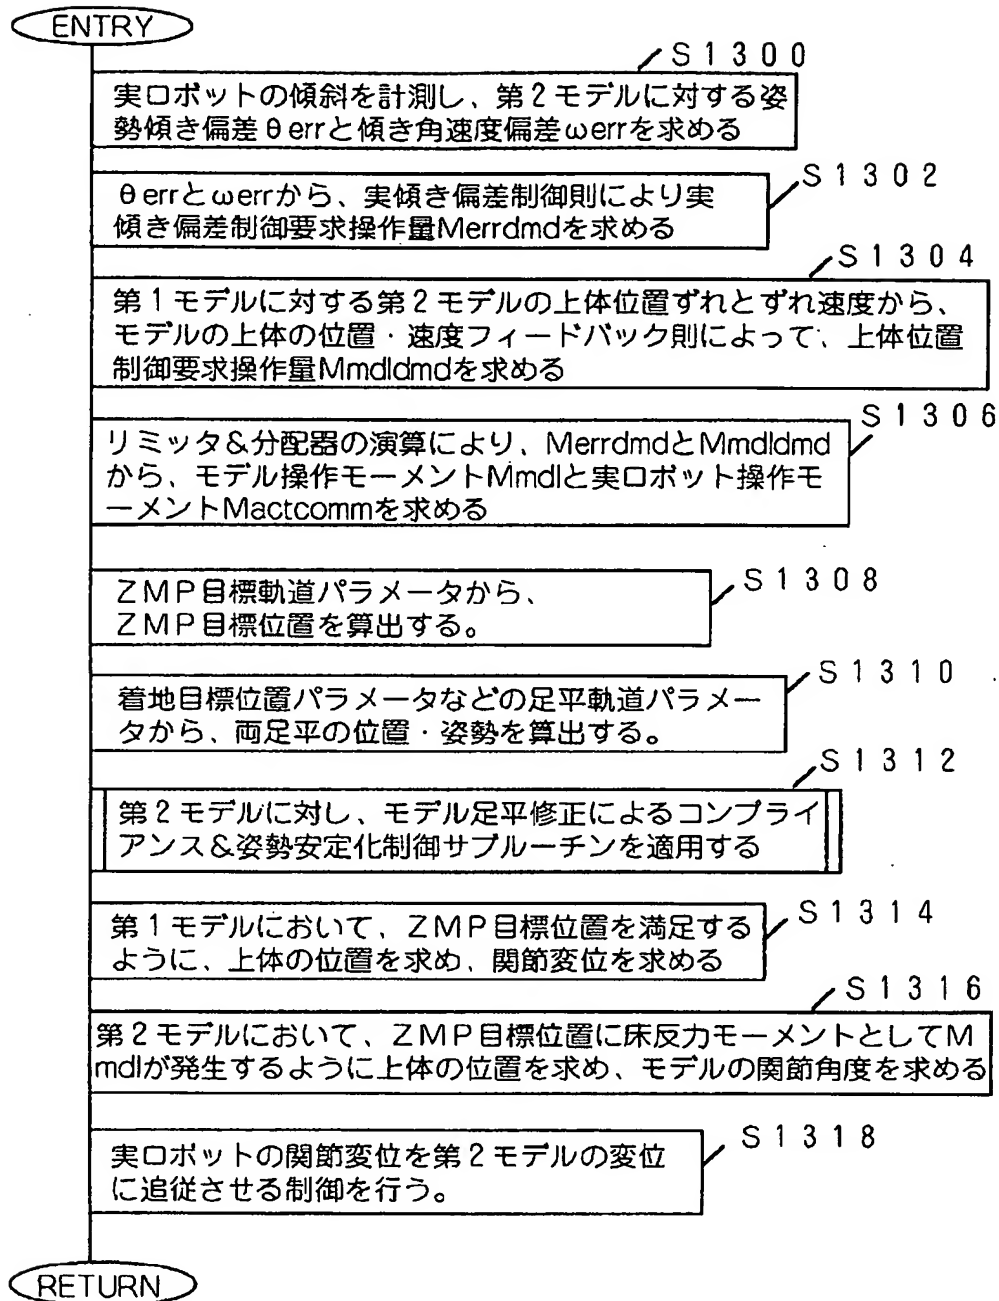 ENTRY
S1300
実ロボットの傾斜を計測し、第2モデルに対する姿
勢傾き偏差θerrと傾き角速度偏差ωerrを求める
S1302
θerrとωerrから、実傾き偏差制御則により実
傾き偏差制御要求操作量Merrdmdを求める
S1304
第1モデルに対する第2モデルの上体位置ずれとずれ速度から、
モデルの上体の位置・速度フィードバック則によって、上体位置
制御要求操作量Mmdldmdを求める
S1306
リミッタ&分配器の演算により、MerrdmdとMmdldmd
から、モデル操作モーメントMmdlと実ロボット操作モ
ーメントMactcommを求める
S1308
ZMP目標軌道パラメータから、
ZMP目標位置を算出する。
S1310
着地目標位置パラメータなどの足平軌道パラメー
タから、両足平の位置・姿勢を算出する。
S1312
第2モデルに対し、モデル足平修正によるコンプライ
アンス&姿勢安定化制御サブルーチンを適用する
S1314
第1モデルにおいて、ZMP目標位置を満足する
ように、上体の位置を求め、関節変位を求める
S1316
第2モデルにおいて、ZMP目標位置に床反力モーメントとしてM
mdlが発生するように上体の位置を求め、モデルの関節角度を求める
S1318
実ロボットの関節変位を第2モデルの変位
に追従させる制御を行う。
RETURN